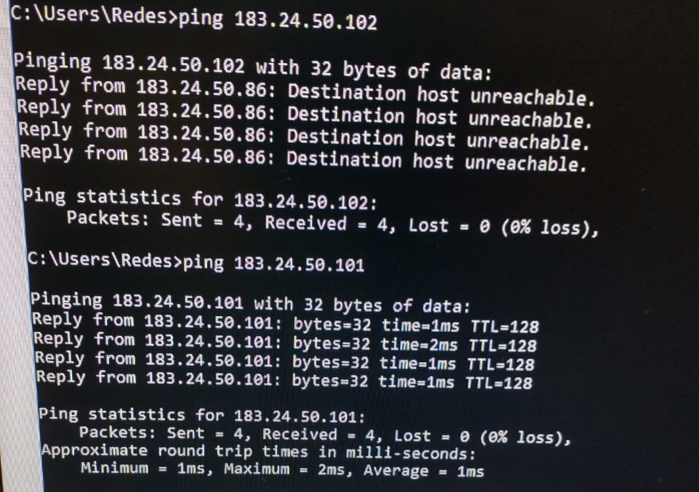 C:\Users\Redes>ping 183.24.50.102
Pinging 183.24.50.102 with 32 bytes of data:
Reply from 183.24.50.86: Destination host unreachable.
Reply from 183.24.50.86: Destination host unreachable.
Reply from 183.24.50.86: Destination host unreachable.
Reply from 183.24.50.86: Destination host unreachable.
Ping statistics for 183.24.50.102:
Packets: Sent = 4, Received = 4, Lost = 0 (0% loss),
C:\Users\Redes>ping 183.24.50.101
Pinging 183.24.50.101 with 32 bytes of data:
Reply from 183.24.50.101: bytes=32 time=1ms TTL=128
Reply from 183.24.50.101: bytes=32 time=2ms TTL=128
Reply from 183.24.50.101: bytes=32 time=1ms TTL=128
Reply from 183.24.50.101: bytes=32 time=1ms TTL=128
Ping statistics for 183.24.50.101:
Packets: Sent = 4, Received = 4, Lost = 0 (0% loss),
Approximate round trip times in milli-seconds:
Minimum = 1ms, Maximum = 2ms, Average = 1ms